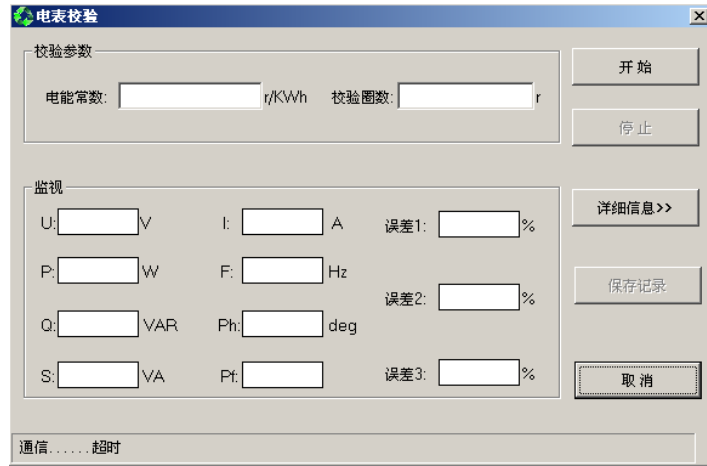 电表校验
校验参数
电能常数: r/KWh 校验圈数: r
开始
停止
监视
U: V I: A 误差1: %
P: W F: Hz
误差2: %
Q: VAR Ph: deg
S: VA Pf: 误差3: %
详细信息>>
保存记录
取消
通信......超时